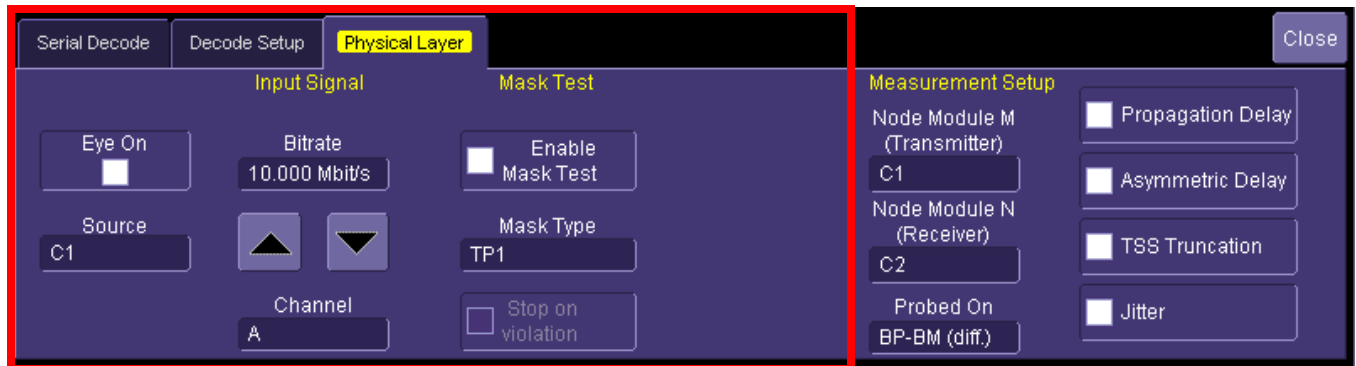 Serial Decode
Decode Setup
Physical Layer
Close
Input Signal
Mask Test
Eye On
Bitrate
10.000 Mbit/s
Enable
Mask Test
Source
C1
Mask Type
TP1
Channel
A
Stop on
violation
Measurement Setup
Node Module M
(Transmitter)
C1
Node Module N
(Receiver)
C2
Probed On
BP-BM (diff.)
Propagation Delay
Asymmetric Delay
TSS Truncation
Jitter